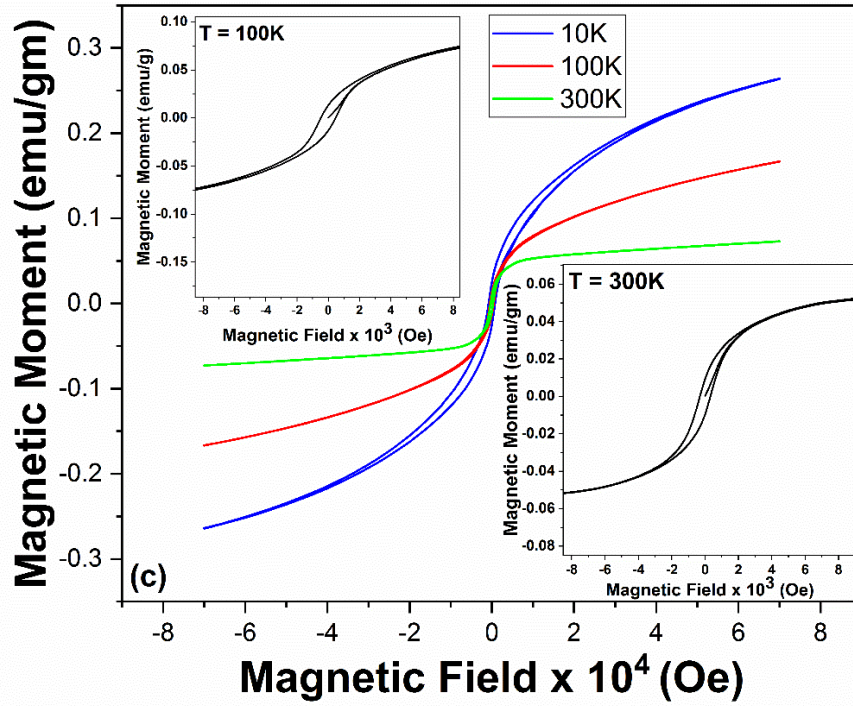 T = 100K
0.10
0.05
0.00
-0.05
-0.10
-0.15
-8 -6 -4 -2 0 2 4 6 8
Magnetic Moment (emu/g)
Magnetic Field x 10³ (Oe)
10K
100K
300K
T = 300K
0.06
0.04
0.02
0.00
-0.02
-0.04
-0.06
-0.08
-8 -6 -4 -2 0 2 4 6 8
Magnetic Moment (emu/gm)
Magnetic Field x 10³ (Oe)
0.3
0.2
0.1
0.0
-0.1
-0.2
-0.3
Magnetic Moment (emu/gm)
(c)
-8 -6 -4 -2 0 2 4 6 8
Magnetic Field x 10⁴ (Oe)